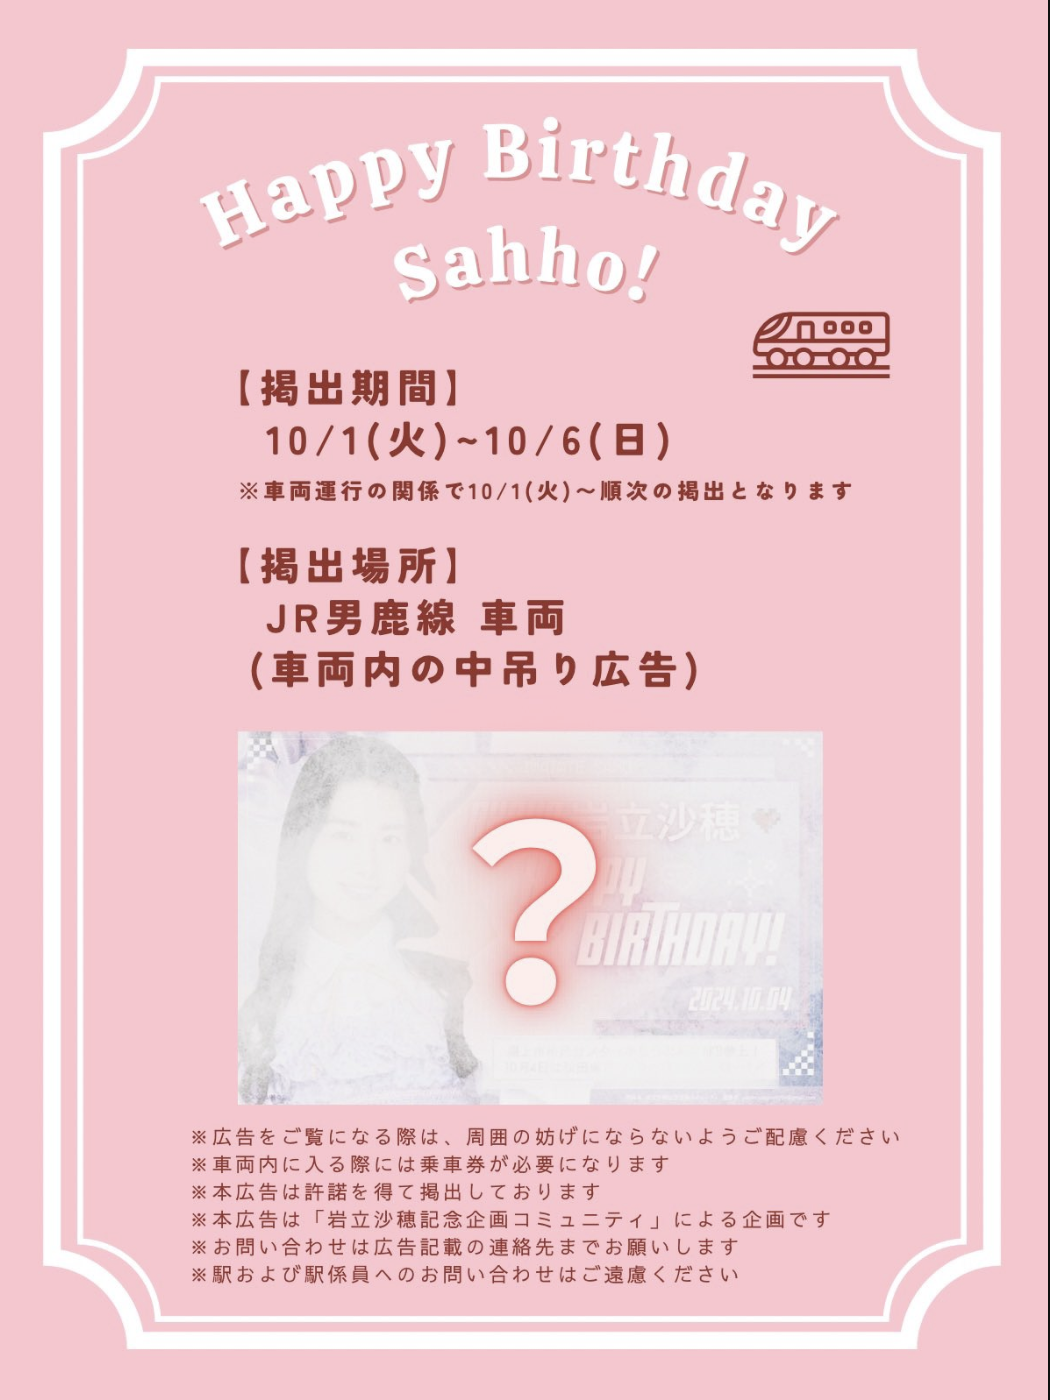 Happy Birthday
Sahho!
【掲出期間】
10/1(火)~10/6(日)
※車両運行の関係で10/1(火)～順次の掲出となります
【掲出場所】
JR男鹿線 車両
(車両内の中吊り広告)
岩立沙穂
?
BIRTHDAY!
2024.10.04
※広告をご覧になる際は、周囲の妨げにならないようご配慮ください
※車両内に入る際には乗車券が必要になります
※本広告は許諾を得て掲出しております
※本広告は「岩立沙穂記念企画コミュニティ」による企画です
※お問い合わせは広告記載の連絡先までお願いします
※駅および駅係員へのお問い合わせはご遠慮ください